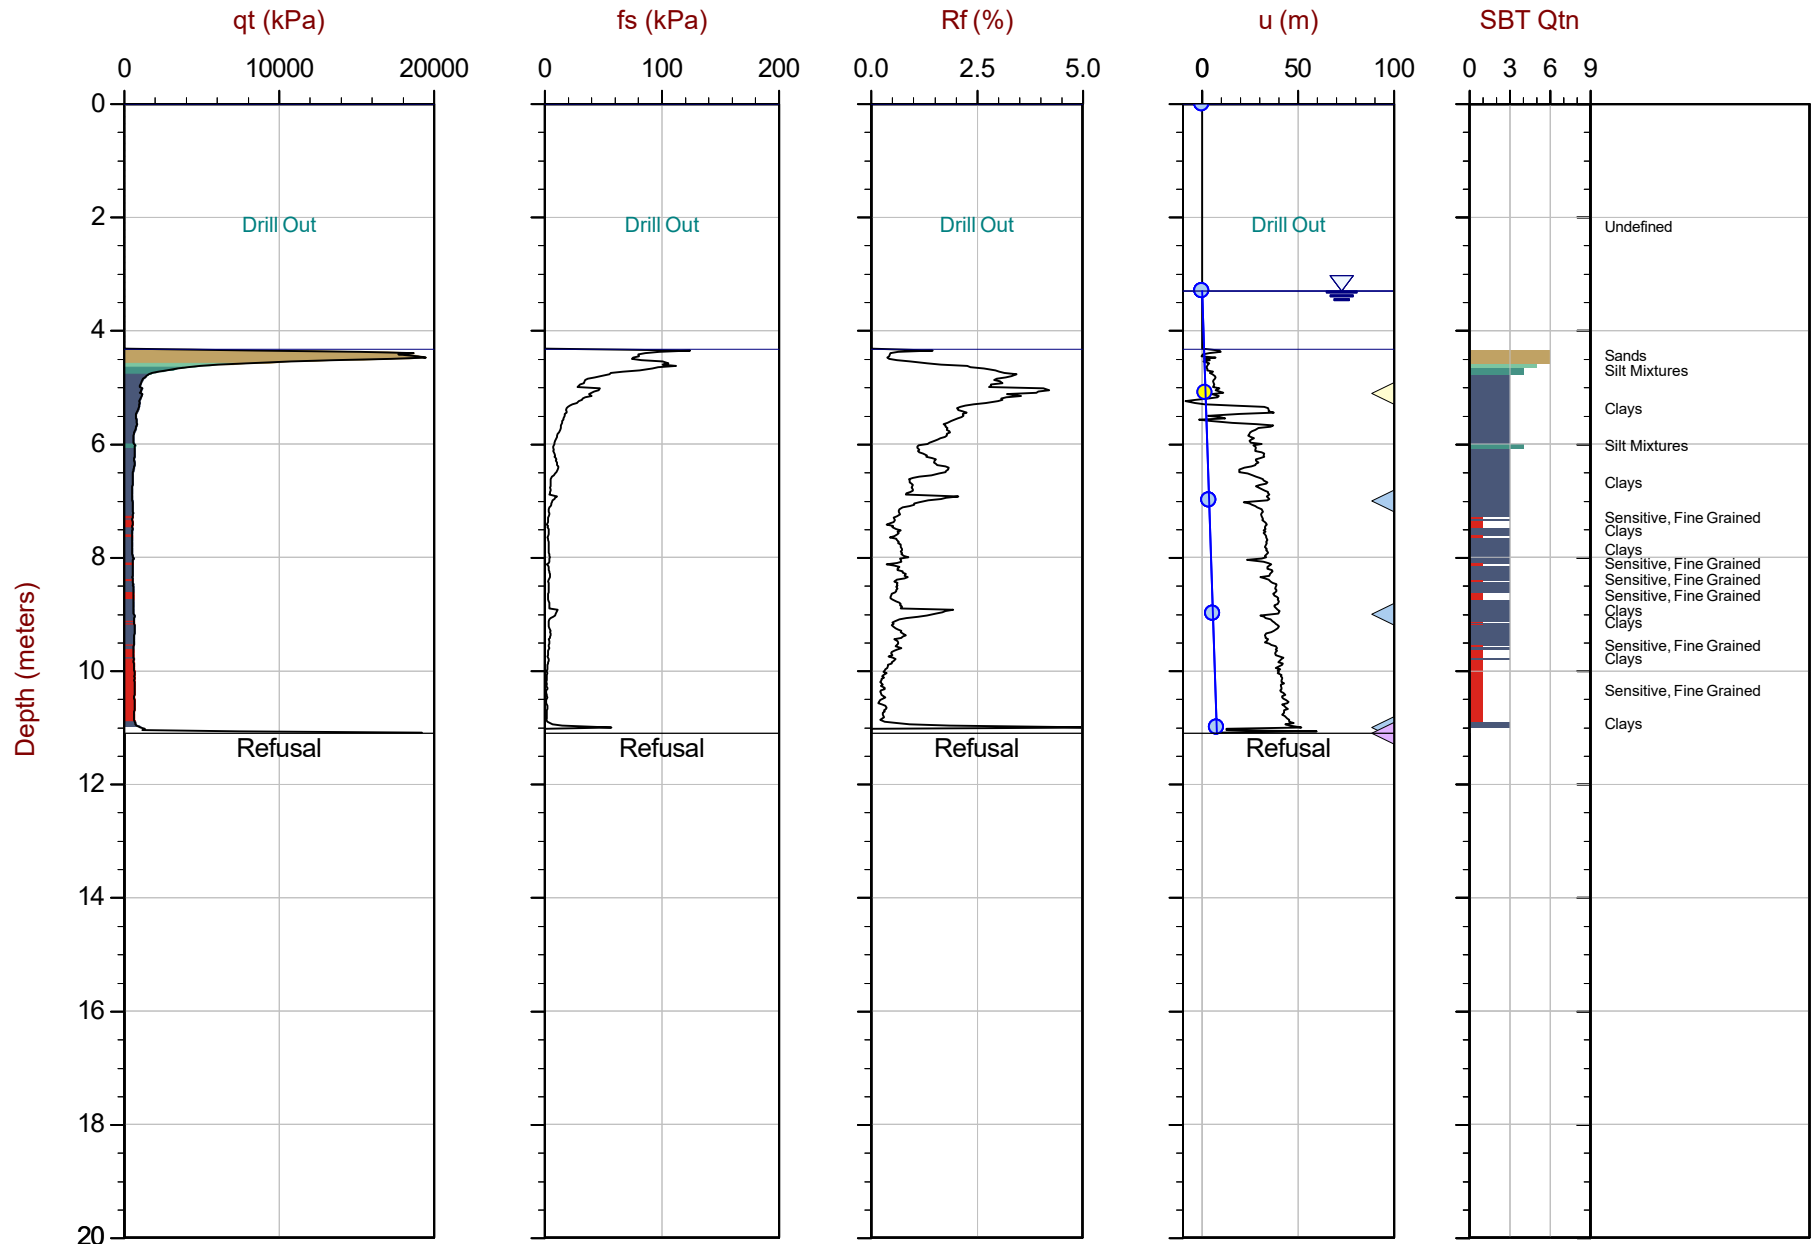 qt (kPa) fs (kPa) Rf (%) u (m) SBT Qtn
0 10000 20000 0 100 200 0.0 2.5 5.0 0 50 100 0 3 6 9
0
2
Drill Out Drill Out Drill Out Drill Out
Undefined
4
Sands
Silt Mixtures
Clays
6
Silt Mixtures
Clays
Sensitive, Fine Grained
Clays
8
Clays
Sensitive, Fine Grained
Sensitive, Fine Grained
Sensitive, Fine Grained
Clays
Clays
Sensitive, Fine Grained
Clays
10
Sensitive, Fine Grained
Clays
Depth (meters)
Refusal Refusal Refusal Refusal
12
14
16
18
20